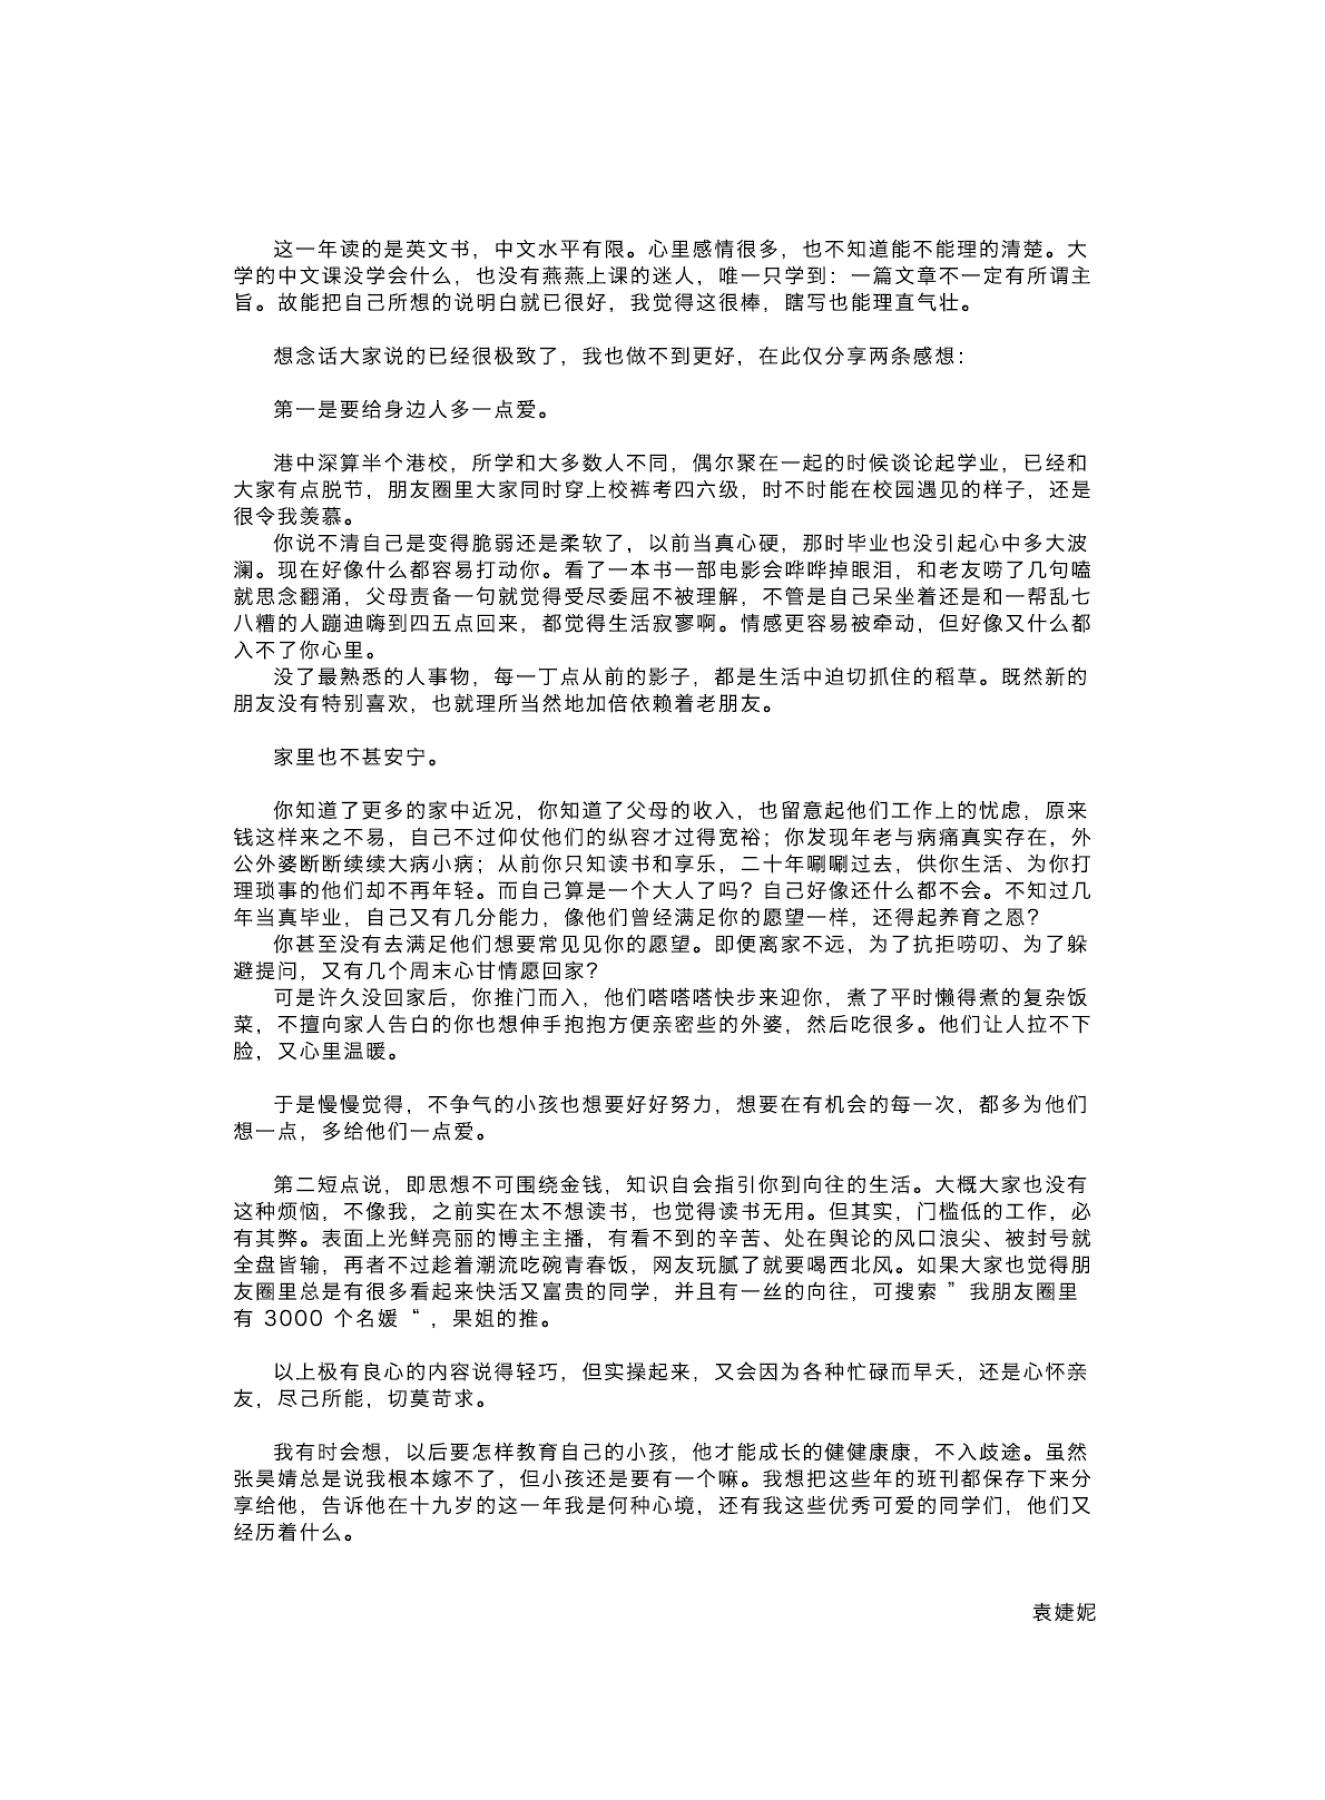 这一年读的是英文书，中文水平有限。心里感情很多，也不知道能不能理的清楚。大
学的中文课没学会什么，也没有燕燕上课的迷人，唯一只学到：一篇文章不一定有所谓主
旨。故能把自己所想的说明白就已很好，我觉得这很棒，瞎写也能理直气壮。
想念话大家说的已经很极致了，我也做不到更好，在此仅分享两条感想：
第一是要给身边人多一点爱。
港中深算半个港校，所学和大多数人不同，偶尔聚在一起的时候谈论起学业，已经和
大家有点脱节，朋友圈里大家同时穿上校裤考四六级，时不时能在校园遇见的样子，还是
很令我羡慕。
你说不清自己是变得脆弱还是柔软了，以前当真心硬，那时毕业也没引起心中多大波
澜。现在好像什么都容易打动你。看了一本书一部电影会哗哗掉眼泪，和老友唠了几句嗑
就思念翻涌，父母责备一句就觉得受尽委屈不被理解，不管是自己呆坐着还是和一帮乱七
八糟的人蹦迪嗨到四五点回来，都觉得生活寂寥啊。情感更容易被牵动，但好像又什么都
入不了你心里。
没了最熟悉的人事物，每一丁点从前的影子，都是生活中迫切抓住的稻草。既然新的
朋友没有特别喜欢，也就理所当然地加倍依赖着老朋友。
家里也不甚安宁。
你知道了更多的家中近况，你知道了父母的收入，也留意起他们工作上的忧虑，原来
钱这样来之不易，自己不过仰仗他们的纵容才过得宽裕；你发现年老与病痛真实存在，外
公外婆断断续续大病小病；从前你只知读书和享乐，二十年唰唰过去，供你生活、为你打
理琐事的他们却不再年轻。而自己算是一个大人了吗？自己好像还什么都不会。不知过几
年当真毕业，自己又有几分能力，像他们曾经满足你的愿望一样，还得起养育之恩？
你甚至没有去满足他们想要常见见你的愿望。即便离家不远，为了抗拒唠叨、为了躲
避提问，又有几个周末心甘情愿回家？
可是许久没回家后，你推门而入，他们嗒嗒嗒快步来迎你，煮了平时懒得煮的复杂饭
菜，不擅向家人告白的你也想伸手抱抱方便亲密些的外婆，然后吃很多。他们让人拉不下
脸，又心里温暖。
于是慢慢觉得，不争气的小孩也想要好好努力，想要在有机会的每一次，都多为他们
想一点，多给他们一点爱。
第二短点说，即思想不可围绕金钱，知识自会指引你到向往的生活。大概大家也没有
这种烦恼，不像我，之前实在太不想读书，也觉得读书无用。但其实，门槛低的工作，必
有其弊。表面上光鲜亮丽的博主主播，有看不到的辛苦、处在舆论的风口浪尖、被封号就
全盘皆输，再者不过趁着潮流吃碗青春饭，网友玩腻了就要喝西北风。如果大家也觉得朋
友圈里总是有很多看起来快活又富贵的同学，并且有一丝的向往，可搜索 ”我朋友圈里
有 3000 个名媛 “，果姐的推。
以上极有良心的内容说得轻巧，但实操起来，又会因为各种忙碌而早夭，还是心怀亲
友，尽己所能，切莫苛求。
我有时会想，以后要怎样教育自己的小孩，他才能成长的健健康康，不入歧途。虽然
张昊婧总是说我根本嫁不了，但小孩还是要有一个嘛。我想把这些年的班刊都保存下来分
享给他，告诉他在十九岁的这一年我是何种心境，还有我这些优秀可爱的同学们，他们又
经历着什么。
袁婕妮